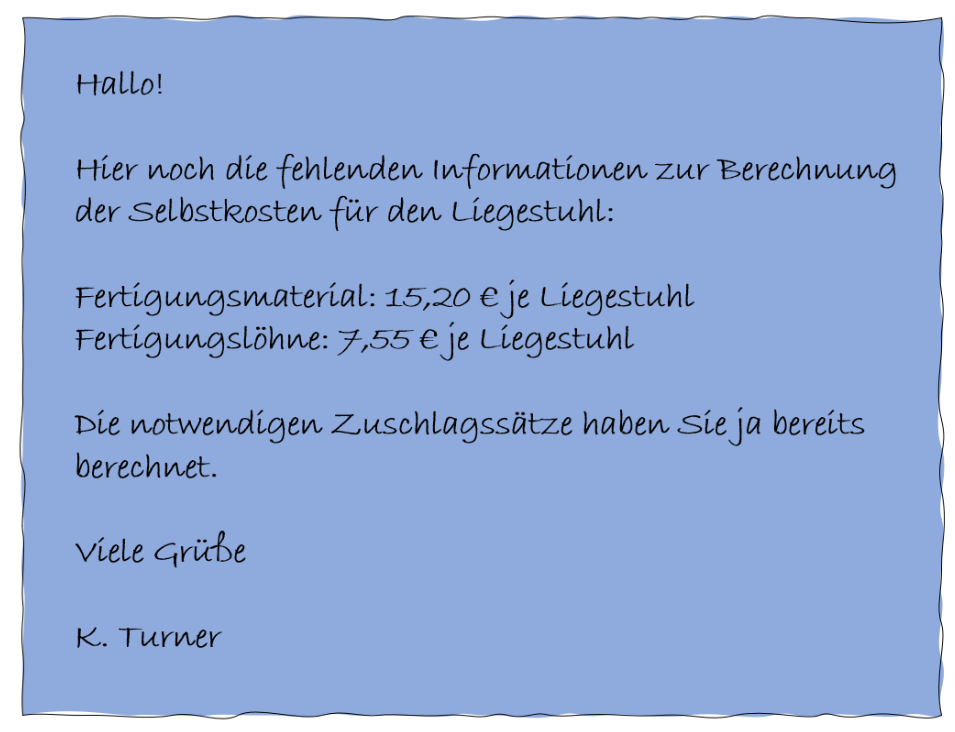 Hallo!
Hier noch die fehlenden Informationen zur Berechnung
der Selbstkosten für den Liegestuhl:
Fertigungsmaterial: 15,20 € je Liegestuhl
Fertigungslöhne: 7,55 € je Liegestuhl
Die notwendigen Zuschlagssätze haben Sie ja bereits
berechnet.
Viele Grüße
K. Turner